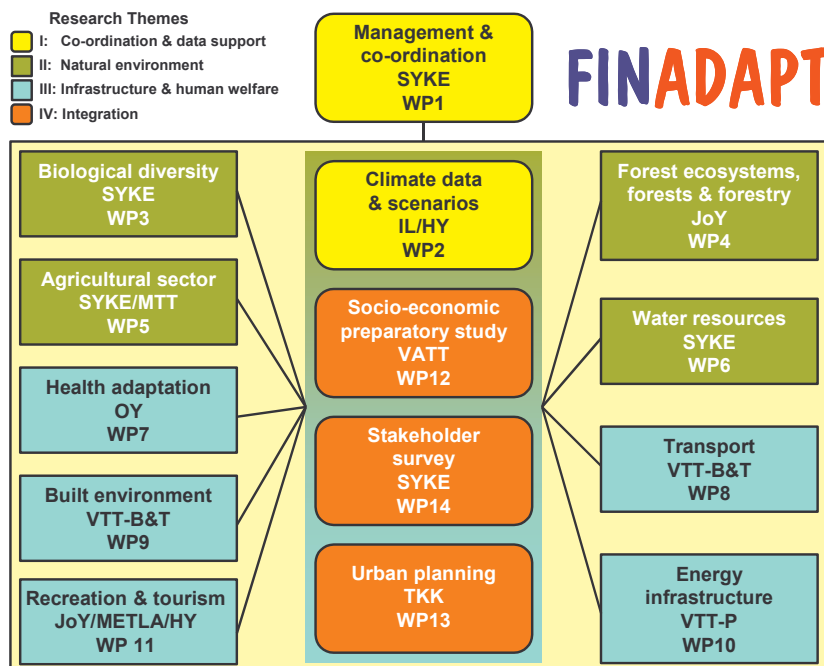 Research Themes
I: Co-ordination & data support
II: Natural environment
III: Infrastructure & human welfare
IV: Integration
Management &
co-ordination
SYKE
WP1
FINADAPT
Biological diversity
SYKE
WP3
Agricultural sector
SYKE/MTT
WP5
Health adaptation
OY
WP7
Built environment
VTT-B&T
WP9
Recreation & tourism
JoY/METLA/HY
WP 11
Climate data
& scenarios
IL/HY
WP2
Socio-economic
preparatory study
VATT
WP12
Stakeholder
survey
SYKE
WP14
Urban planning
TKK
WP13
Forest ecosystems,
forests & forestry
JoY
WP4
Water resources
SYKE
WP6
Transport
VTT-B&T
WP8
Energy
infrastructure
VTT-P
WP10